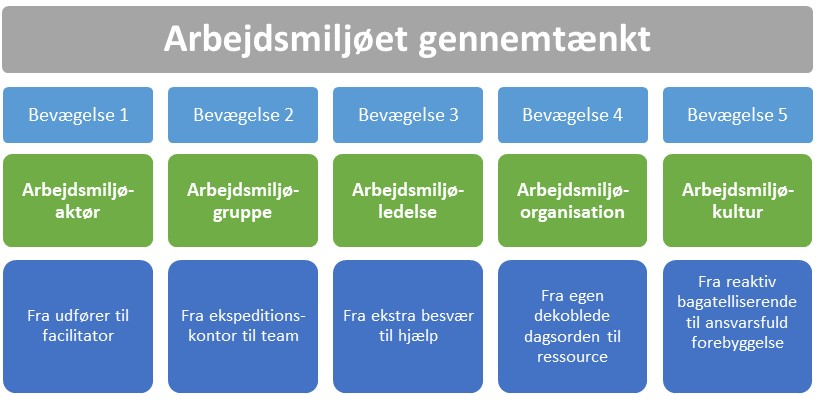 Arbejdsmiljøet gennemtænkt
Bevægelse 1
Bevægelse 2
Bevægelse 3
Bevægelse 4
Bevægelse 5
Arbejdsmiljø-
aktør
Arbejdsmiljø-
gruppe
Arbejdsmiljø-
ledelse
Arbejdsmiljø-
organisation
Arbejdsmiljø-
kultur
Fra udfører til
facilitator
Fra ekspeditions-
kontor til team
Fra ekstra besvær
til hjælp
Fra egen
dekoblede
dagsorden til
ressource
Fra reaktiv
bagatelliserende
til ansvarsfuld
forebyggelse